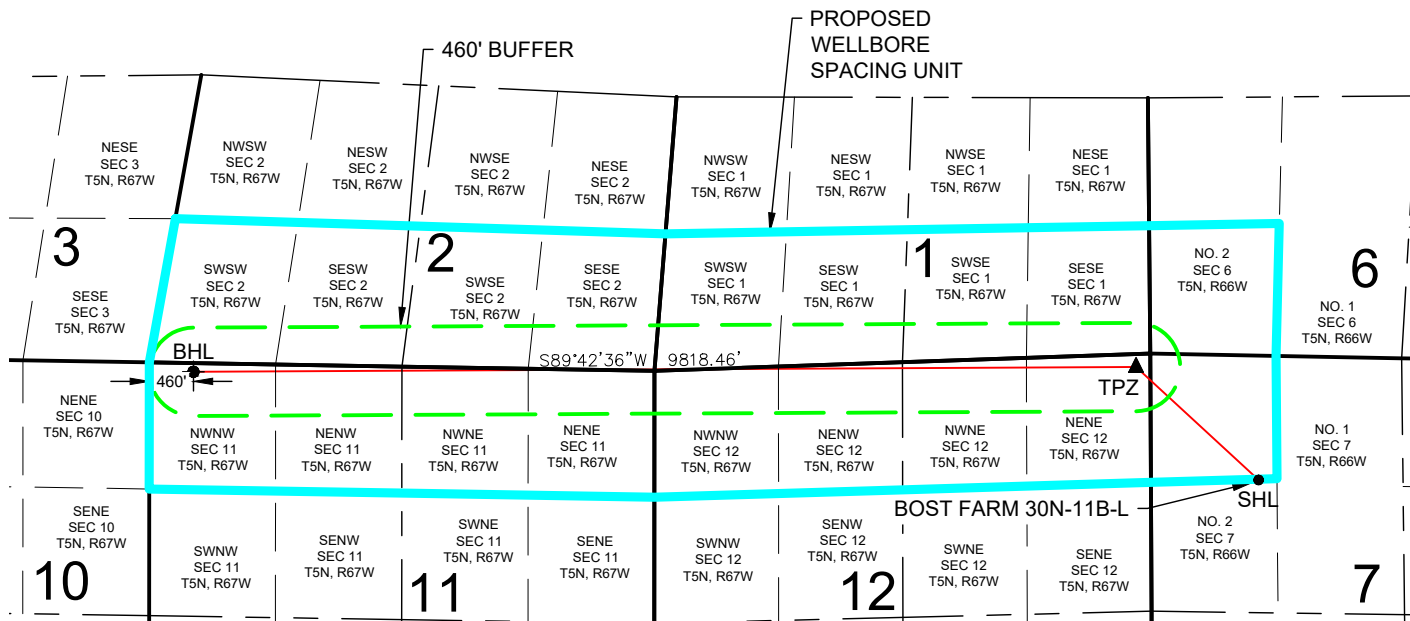 PROPOSED
WELLBORE
SPACING UNIT
460' BUFFER
NESE
SEC 3
T5N, R67W
NWSW
SEC 2
T5N, R67W
NESW
SEC 2
T5N, R67W
NWSE
SEC 2
T5N, R67W
NESE
SEC 2
T5N, R67W
NWSW
SEC 1
T5N, R67W
NESW
SEC 1
T5N, R67W
NWSE
SEC 1
T5N, R67W
NESE
SEC 1
T5N, R67W
3
2
1
6
SESE
SEC 3
T5N, R67W
SWSW
SEC 2
T5N, R67W
SESW
SEC 2
T5N, R67W
SWSE
SEC 2
T5N, R67W
SESE
SEC 2
T5N, R67W
SWSW
SEC 1
T5N, R67W
SESW
SEC 1
T5N, R67W
SWSE
SEC 1
T5N, R67W
SESE
SEC 1
T5N, R67W
NO. 2
SEC 6
T5N, R66W
NO. 1
SEC 6
T5N, R66W
BHL
S89°42'36"W 9818.46'
460'
TPZ
NENE
SEC 10
T5N, R67W
NWNW
SEC 11
T5N, R67W
NENW
SEC 11
T5N, R67W
NWNE
SEC 11
T5N, R67W
NENE
SEC 11
T5N, R67W
NWNW
SEC 12
T5N, R67W
NENW
SEC 12
T5N, R67W
NWNE
SEC 12
T5N, R67W
NENE
SEC 12
T5N, R67W
NO. 1
SEC 7
T5N, R66W
BOST FARM 30N-11B-L
SHL
SENE
SEC 10
T5N, R67W
SWNW
SEC 11
T5N, R67W
SENW
SEC 11
T5N, R67W
SWNE
SEC 11
T5N, R67W
SENE
SEC 11
T5N, R67W
SWNW
SEC 12
T5N, R67W
SENW
SEC 12
T5N, R67W
SWNE
SEC 12
T5N, R67W
SENE
SEC 12
T5N, R67W
NO. 2
SEC 7
T5N, R66W
10
11
12
7